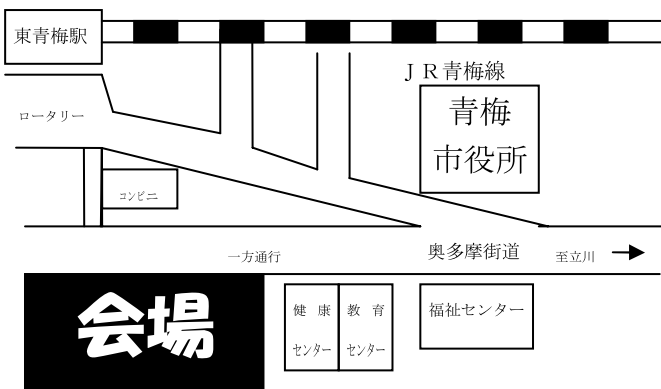 東青梅駅
ＪＲ青梅線
青梅
市役所
ロータリー
コンビニ
一方通行
奥多摩街道
至立川
会場
健康
センター
教育
センター
福祉センター